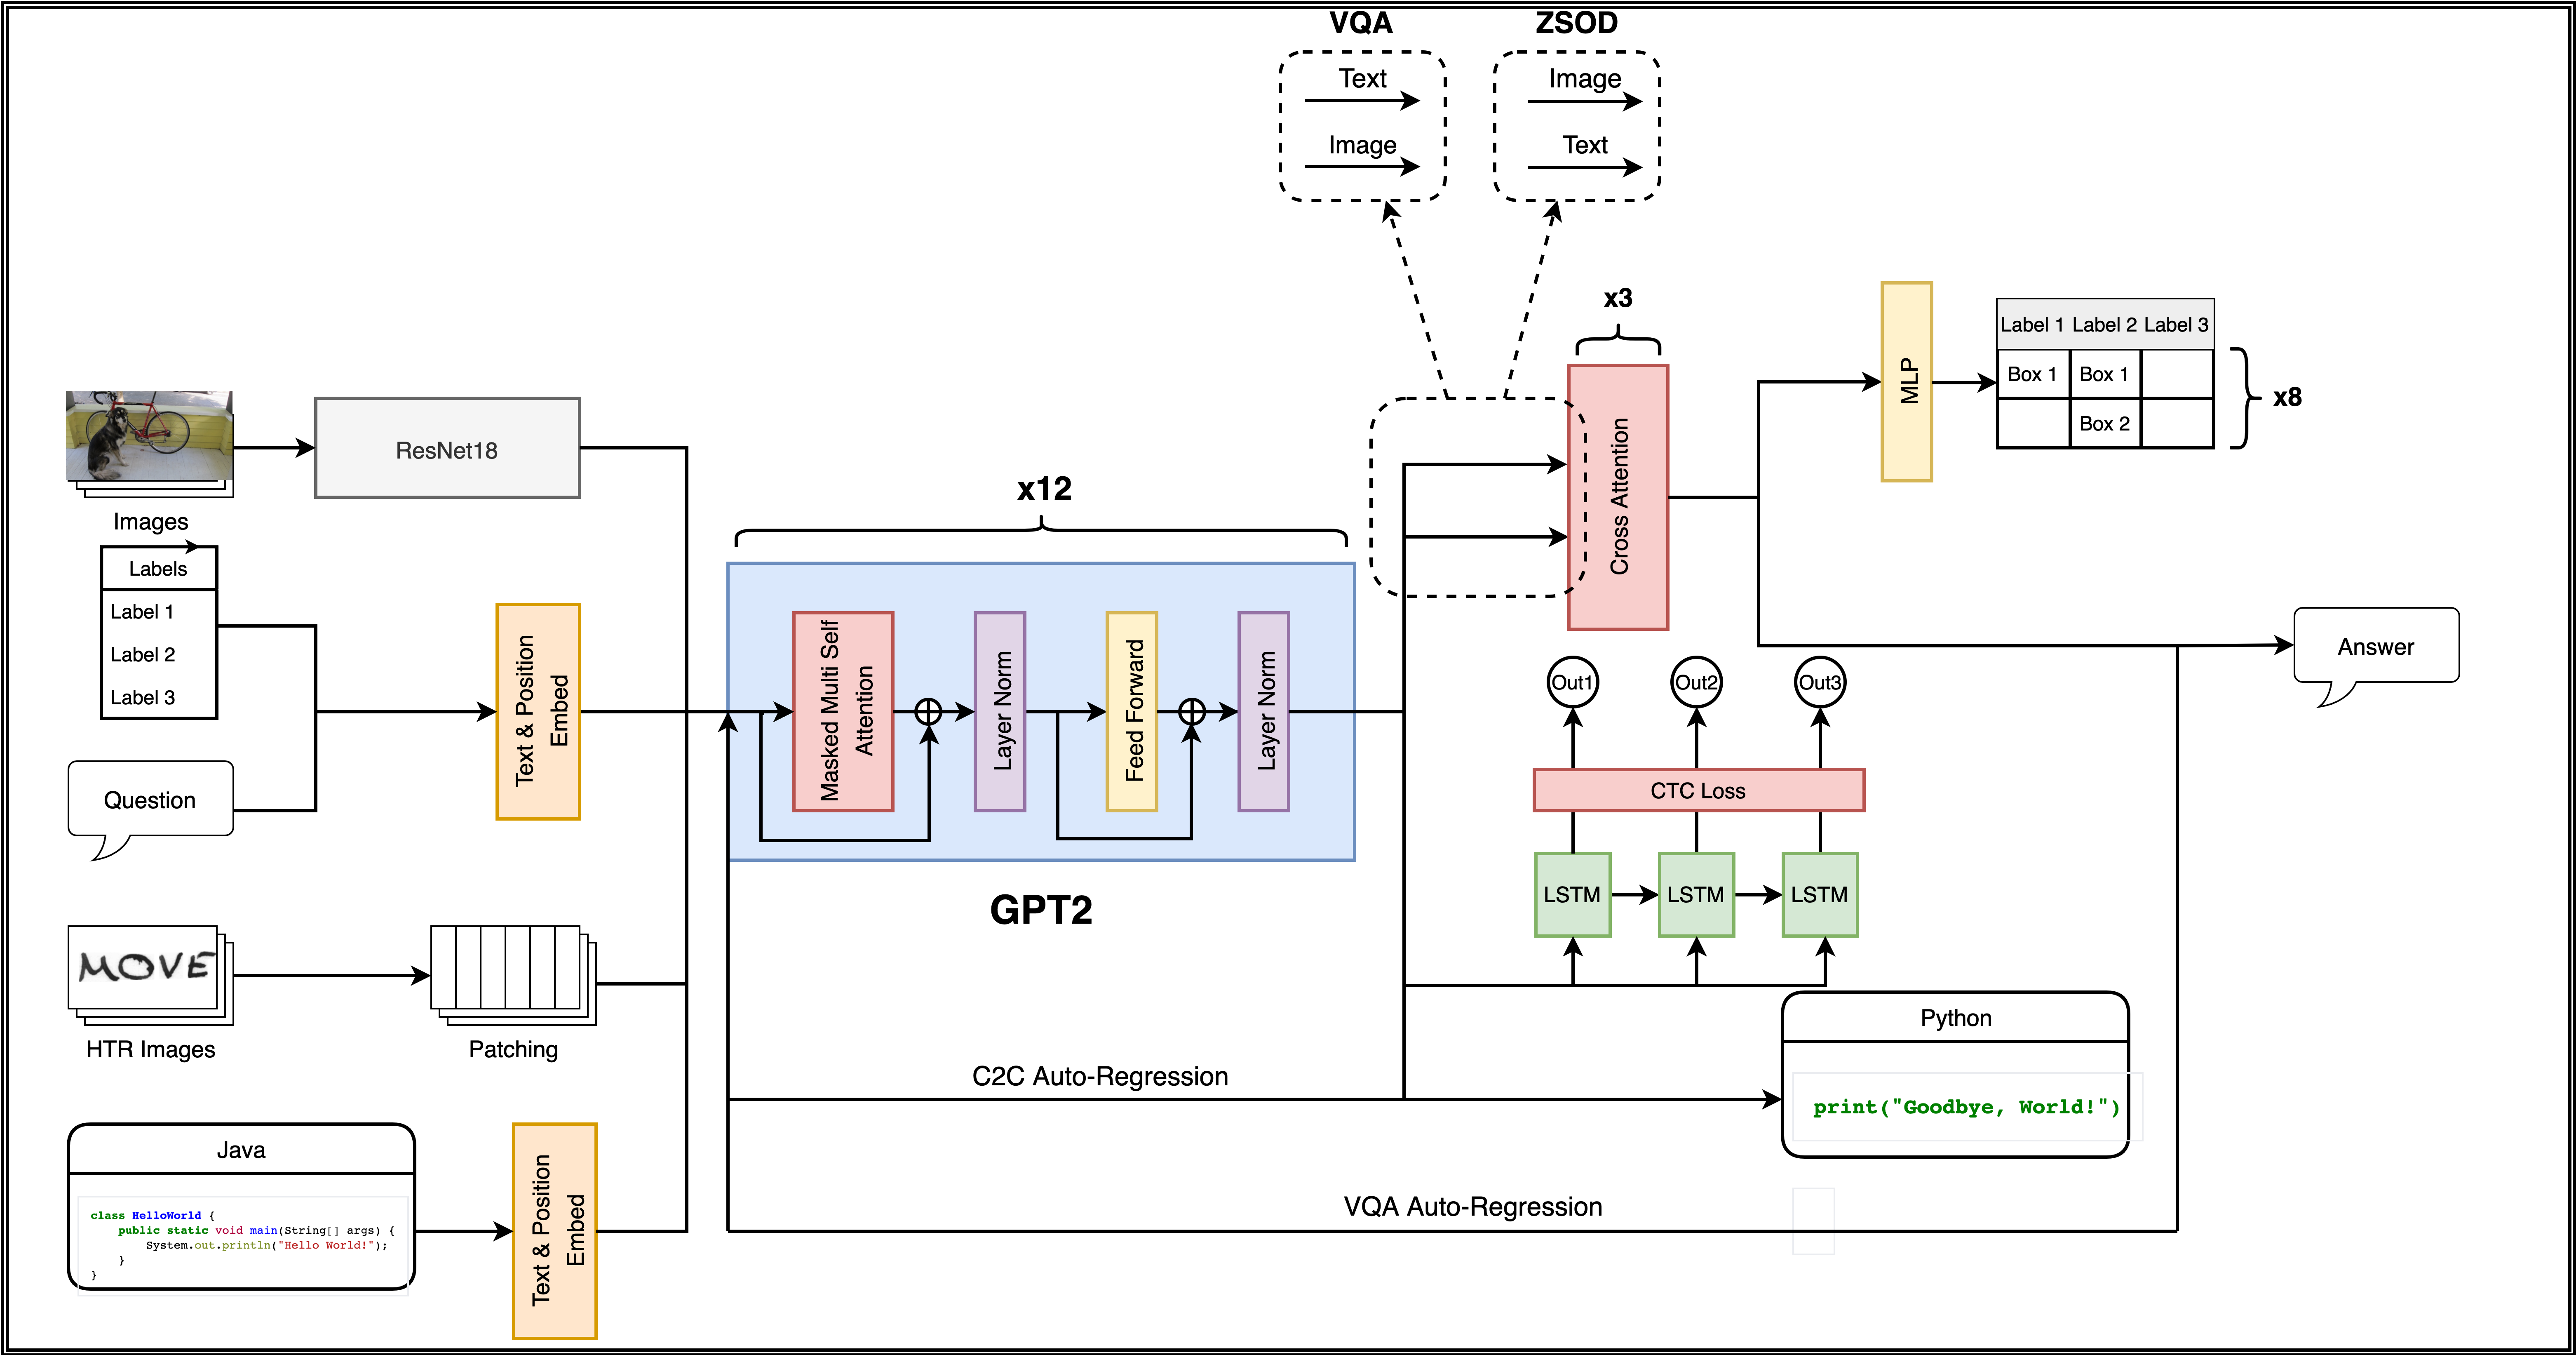 VQA
Text
Image
ZSOD
Image
Text
x3
Cross Attention
MLP
Label 1 Label 2 Label 3
Box 1 Box 1
Box 2
x8
Images
ResNet18
Labels
Label 1
Label 2
Label 3
Question
Text & Position
Embed
x12
Masked Multi Self
Attention
Layer Norm
Feed Forward
Layer Norm
GPT2
Answer
Out1 Out2 Out3
CTC Loss
LSTM LSTM LSTM
MOVE
HTR Images
Patching
C2C Auto-Regression
Python
print("Goodbye, World!")
VQA Auto-Regression
Java
class HelloWorld {
public static void main(String[] args) {
System.out.println("Hello World!");
}
}
Text & Position
Embed